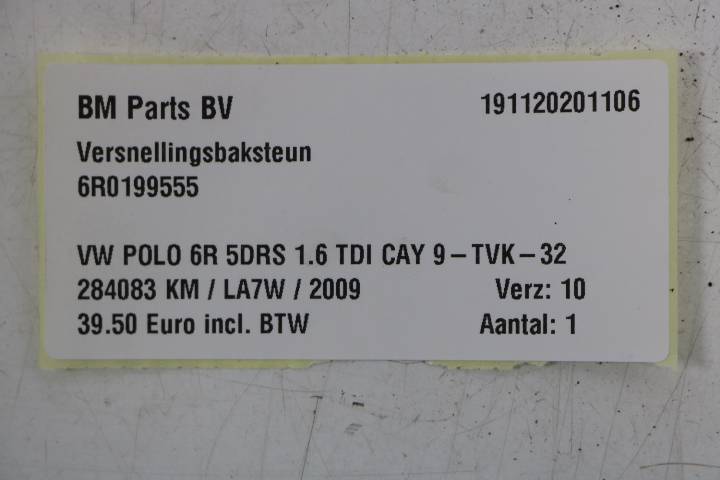 BM Parts BV 191120201106
Versnellingsbaksteun
6R0199555
VW POLO 6R 5DRS 1.6 TDI CAY 9-TVK-32
284083 KM / LA7W / 2009 Verz: 10
39.50 Euro incl. BTW Aantal: 1